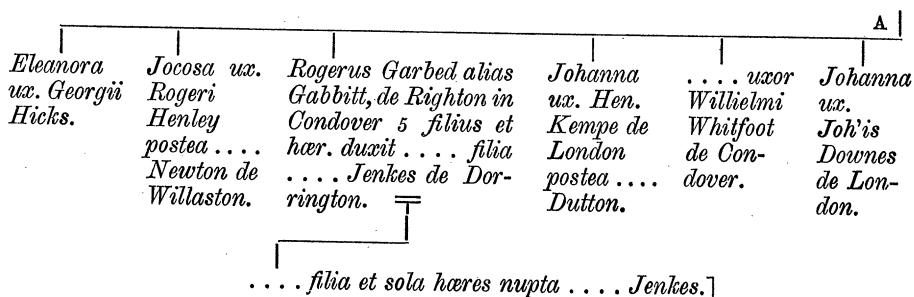 A
Eleanora
ux. Georgii
Hicks.
Jocosa ux.
Rogeri
Henley
postea ....
Newton de
Willaston.
Rogerus Garbed alias
Gabbitt, de Righton in
Condover 5 filius et
hær. duxit .... filia
.... Jenkes de Dor-
rington.
Johanna
ux. Hen.
Kempe de
London
postea ....
Dutton.
.... uxor
Willielmi
Whitfoot
de Con-
dover.
Johanna
ux.
Joh'is
Downes
de Lon-
don.
.... filia et sola hæres nupta .... Jenkes.]